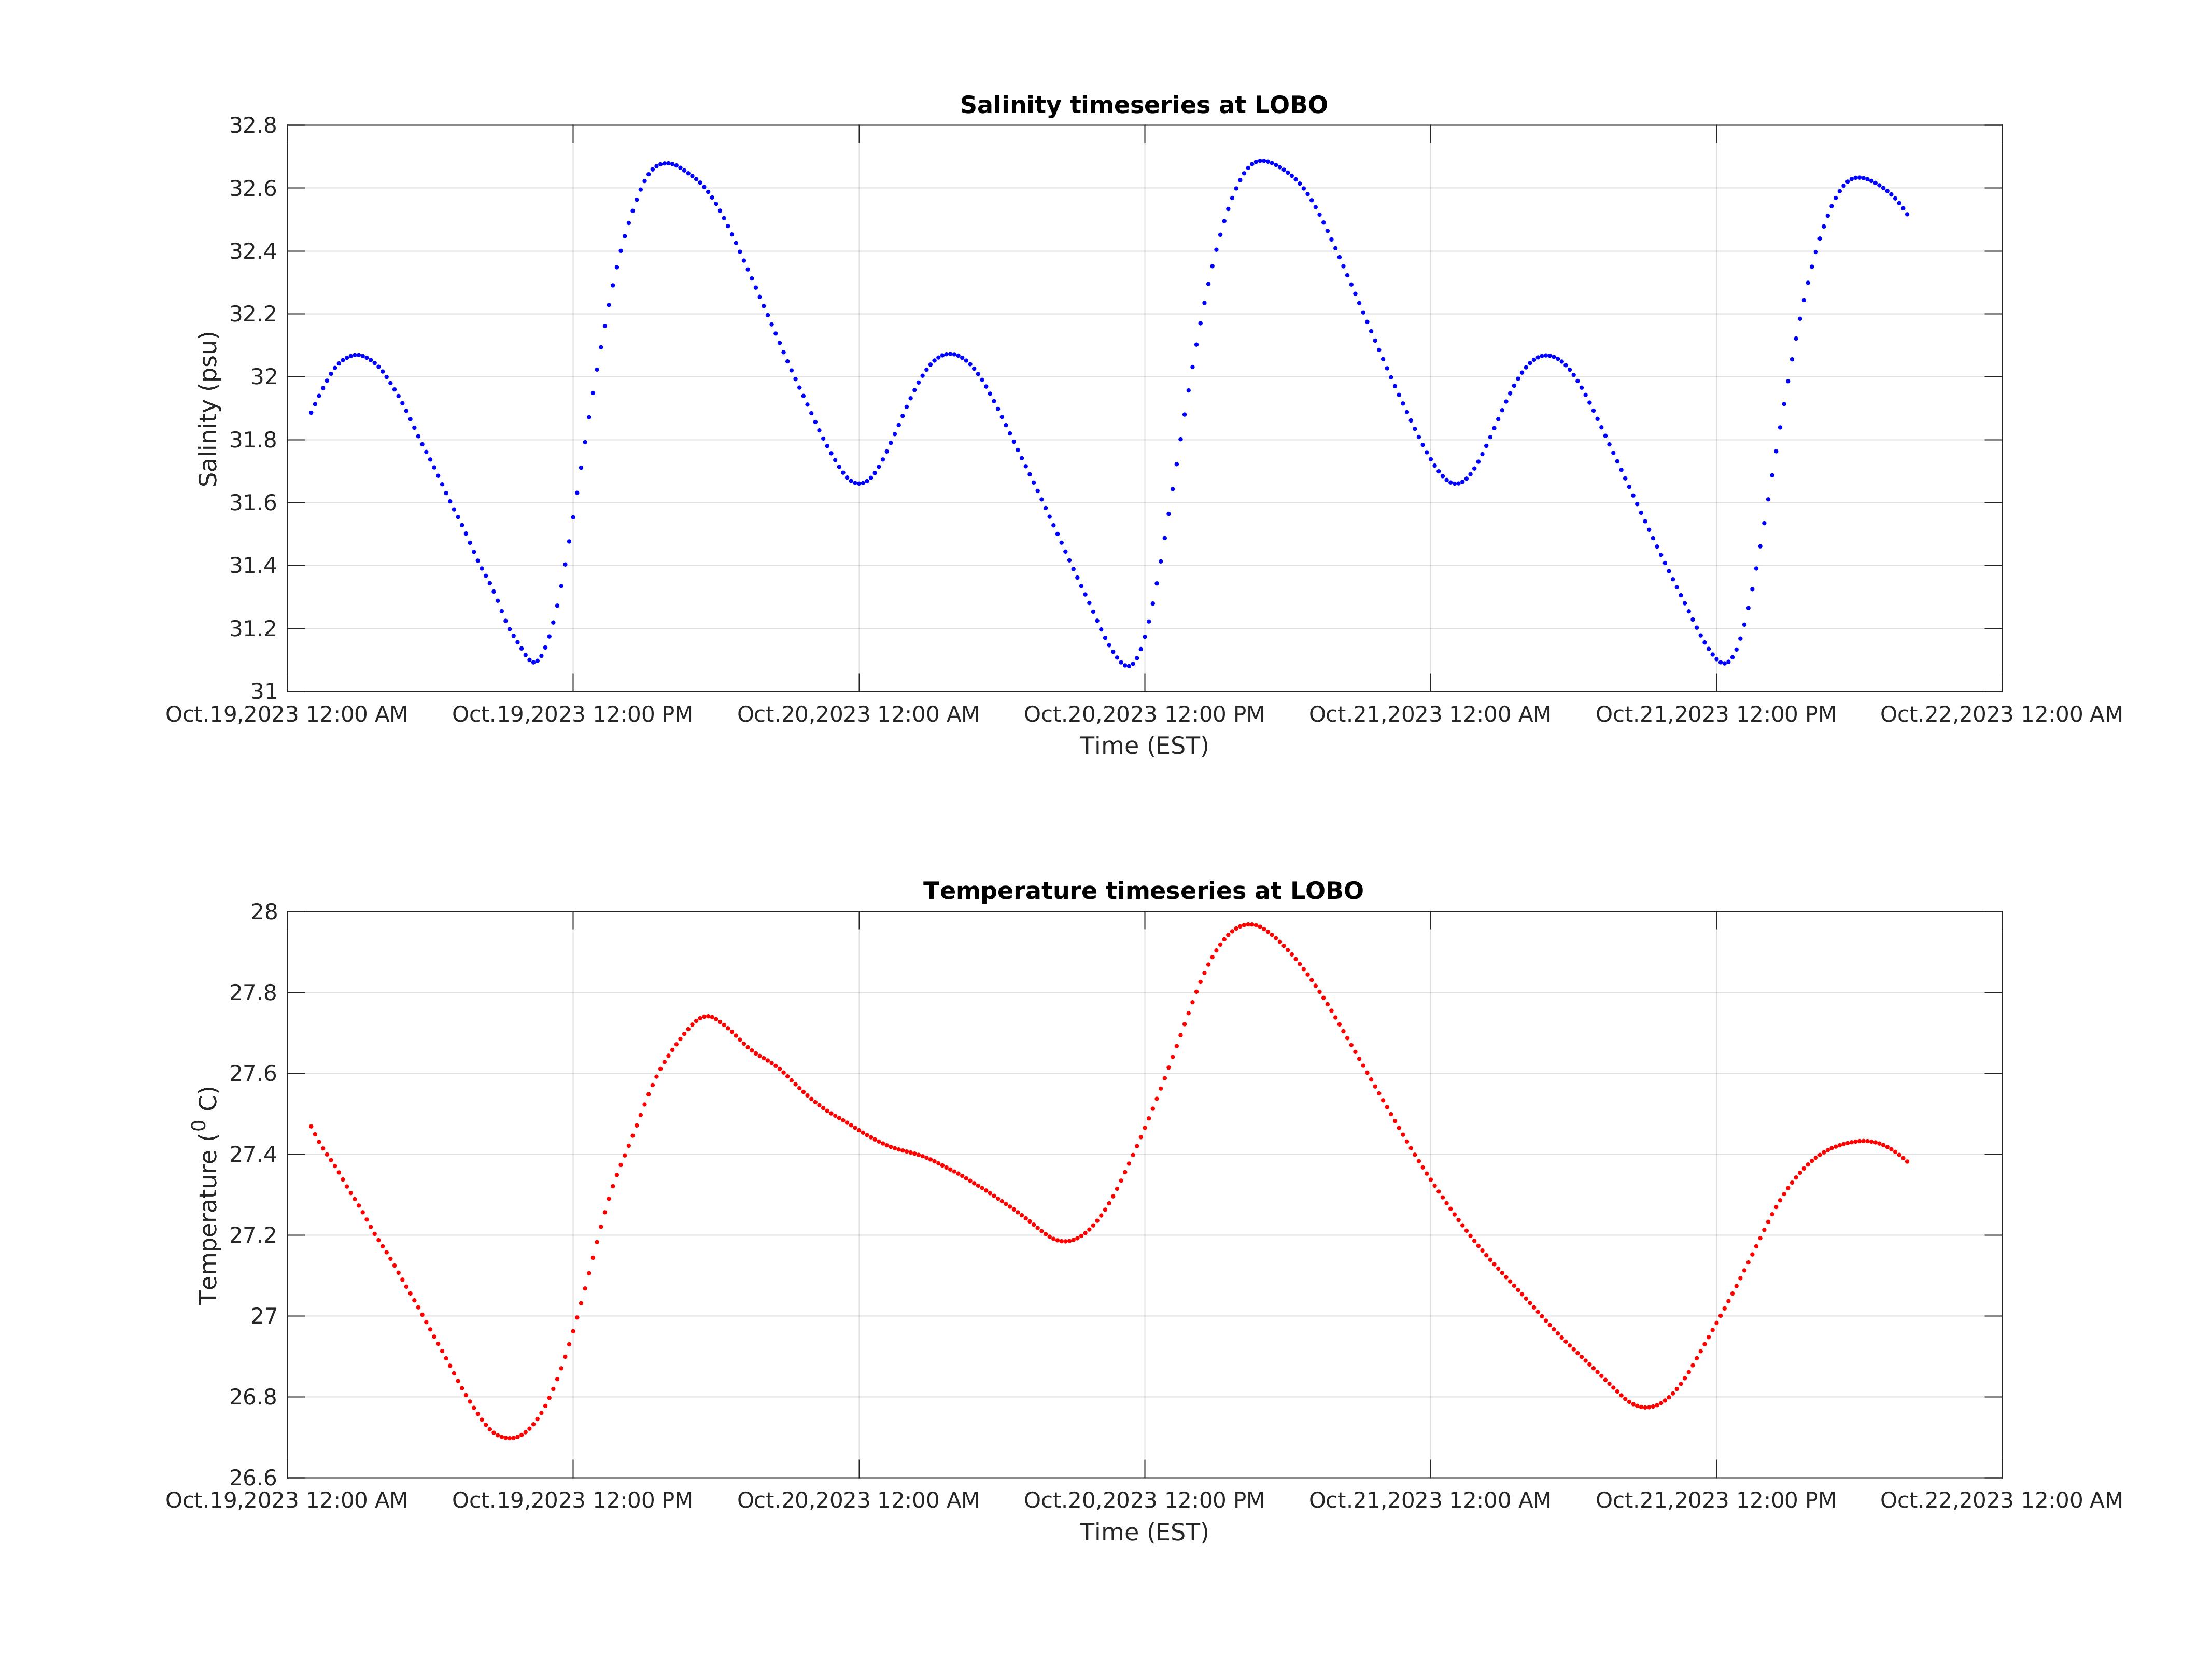 Salinity timeseries at LOBO
32.8
32.6
32.4
32.2
32
31.8
31.6
31.4
31.2
31
Salinity (psu)
Oct.19,2023 12:00 AM Oct.19,2023 12:00 PM Oct.20,2023 12:00 AM Oct.20,2023 12:00 PM Oct.21,2023 12:00 AM Oct.21,2023 12:00 PM Oct.22,2023 12:00 AM
Time (EST)
Temperature timeseries at LOBO
28
27.8
27.6
27.4
27.2
27
26.8
26.6
Temperature (⁰ C)
Oct.19,2023 12:00 AM Oct.19,2023 12:00 PM Oct.20,2023 12:00 AM Oct.20,2023 12:00 PM Oct.21,2023 12:00 AM Oct.21,2023 12:00 PM Oct.22,2023 12:00 AM
Time (EST)